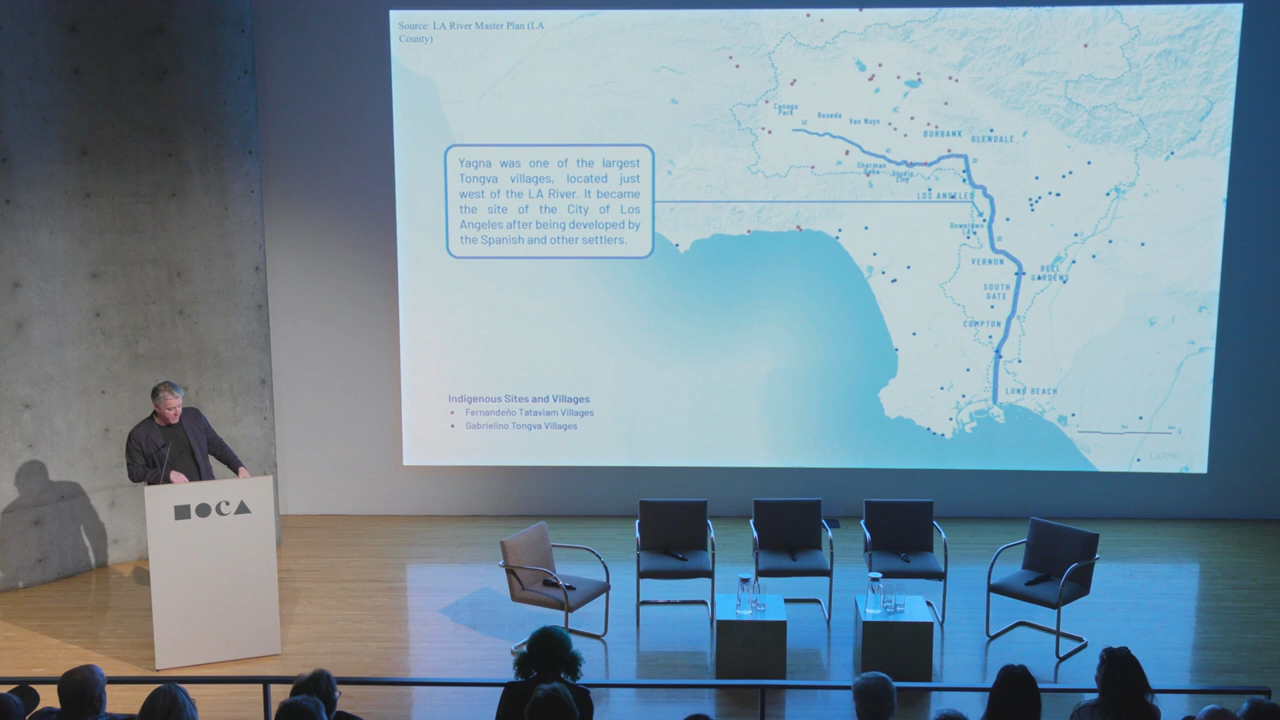 Source: LA River Master Plan (LA
County)
Canoga
Park
Reseda
Van Nuys
BURBANK
GLENDALE
Sherman
Oaks
Studio
City
LOS ANGELES
Downtown
VERNON
BELL
GARDENS
SOUTH
GATE
COMPTON
LONG BEACH
Yagna was one of the largest
Tongva villages, located just
west of the LA River. It became
the site of the City of Los
Angeles after being developed by
the Spanish and other settlers.
Indigenous Sites and Villages
• Fernandeño Tataviam Villages
• Gabrielino Tongva Villages
LARMP
MOCA